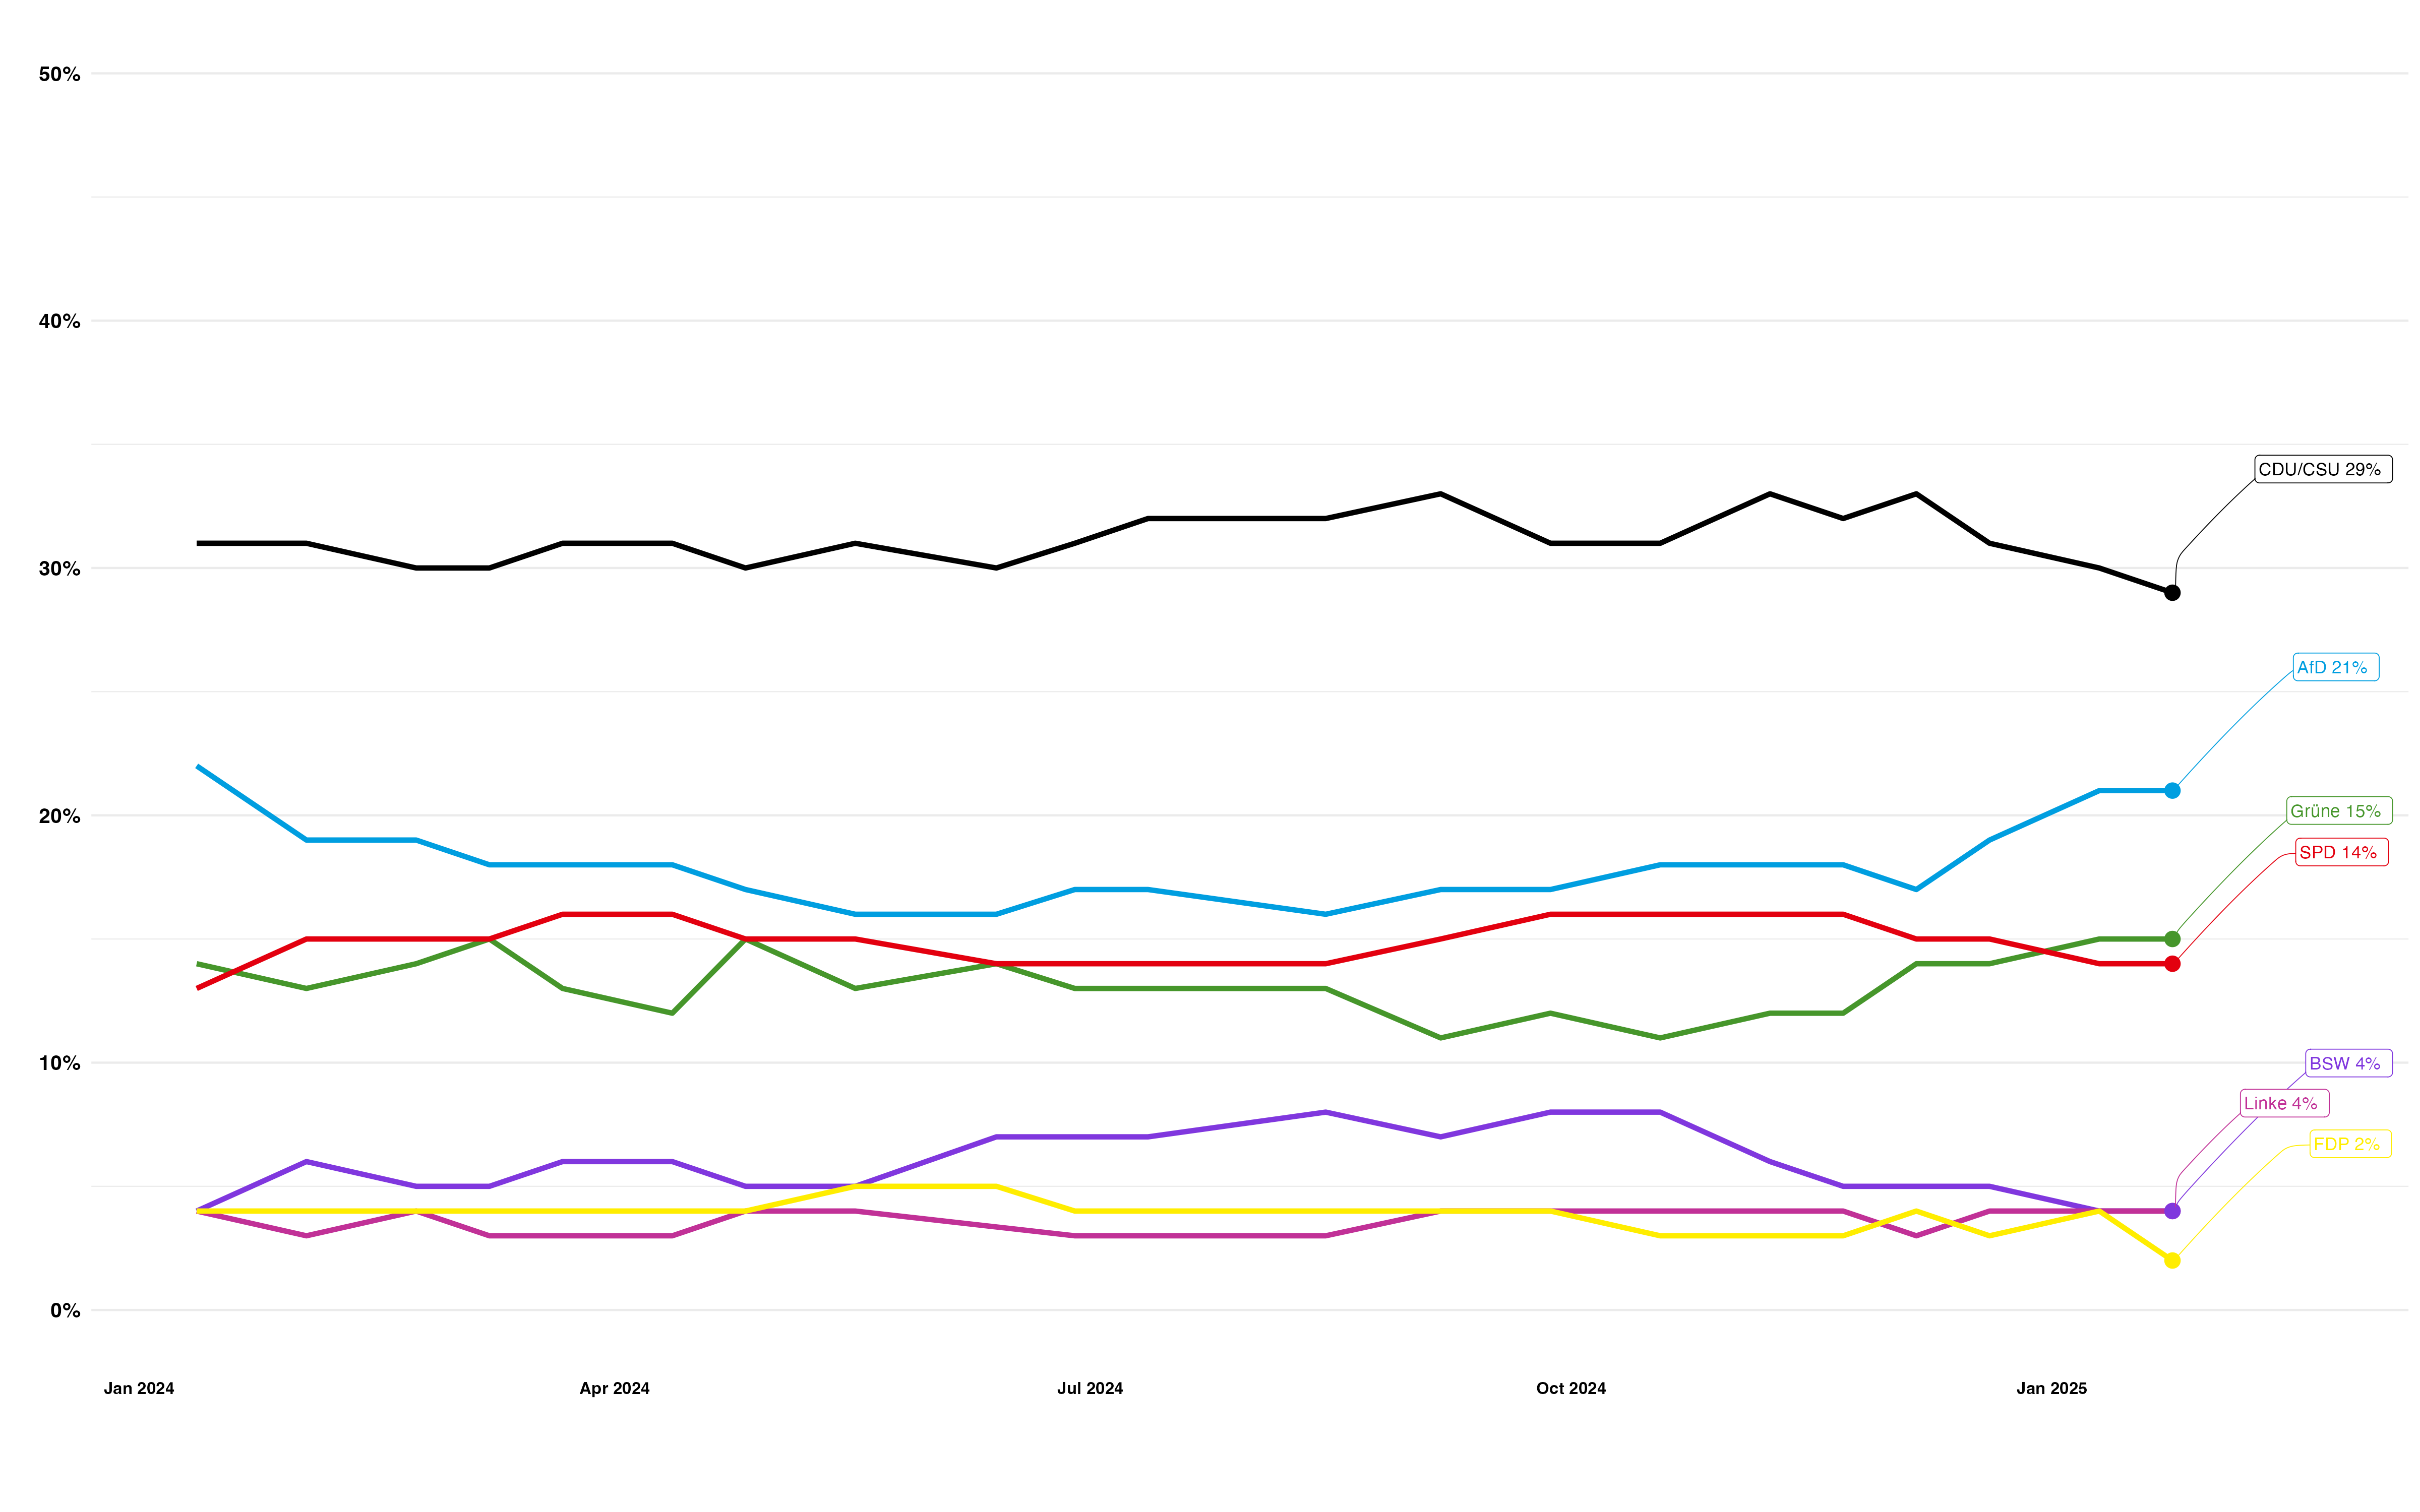 50%
40%
30%
20%
10%
0%
CDU/CSU 29%
AfD 21%
Grüne 15%
SPD 14%
BSW 4%
Linke 4%
FDP 2%
Jan 2024
Apr 2024
Jul 2024
Oct 2024
Jan 2025